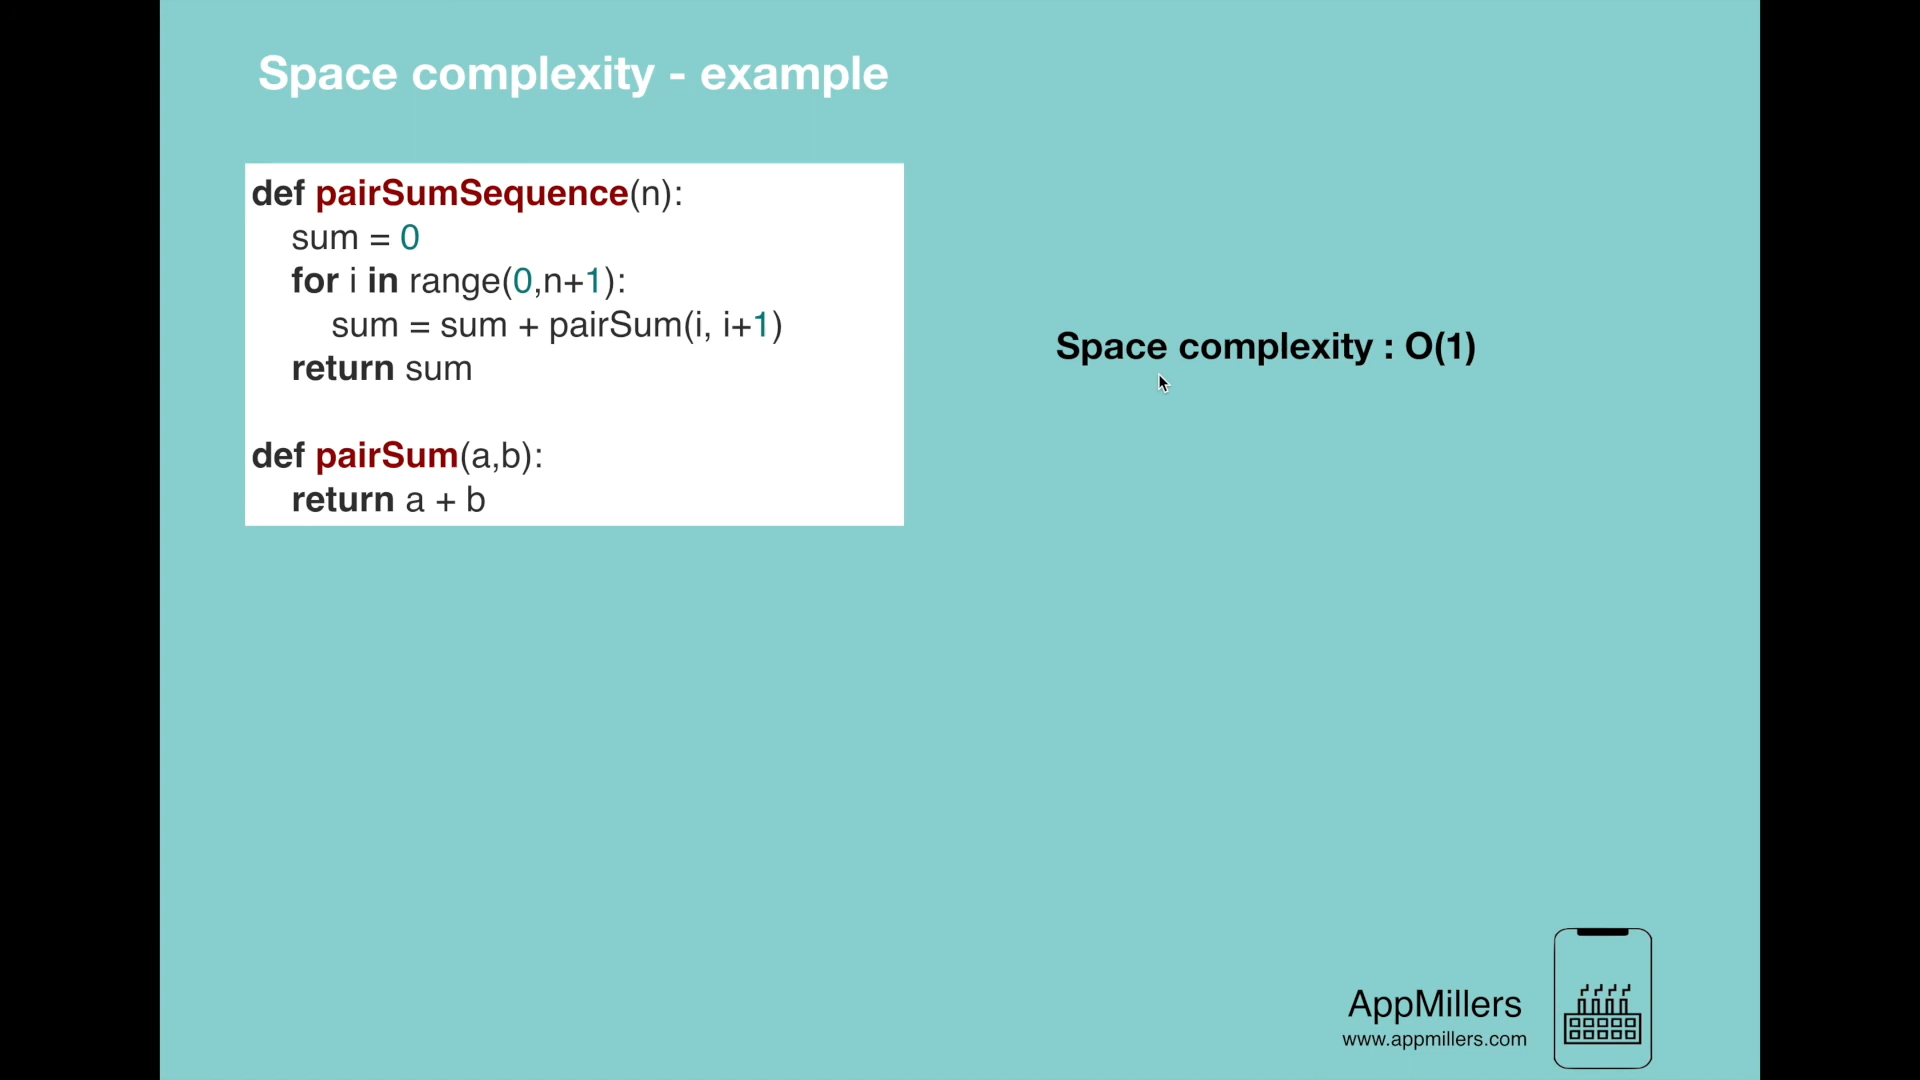 Space complexity - example
def pairSumSequence(n):
sum = 0
for i in range(0,n+1):
sum = sum + pairSum(i, i+1)
return sum
def pairSum(a,b):
return a + b
Space complexity : O(1)
AppMillers
www.appmillers.com